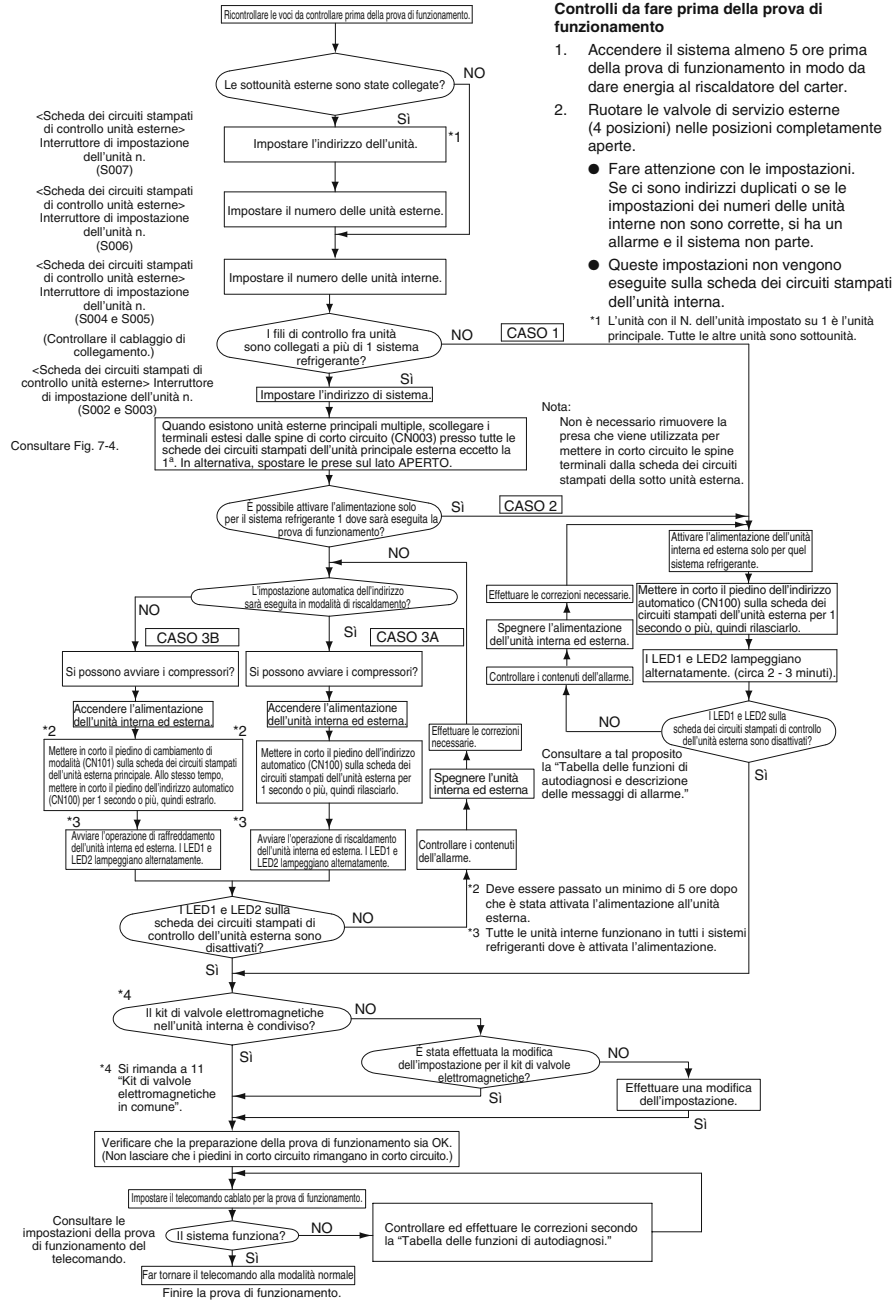 Ricontrollare le voci da controllare prima della prova di funzionamento.
Le sottounità esterne sono state collegate?
NO
Sì
<Scheda dei circuiti stampati
di controllo unità esterne>
Interruttore di impostazione
dell'unità n.
(S007)
Impostare l'indirizzo dell'unità.
*1
<Scheda dei circuiti stampati
di controllo unità esterne>
Interruttore di impostazione
dell'unità n.
(S006)
Impostare il numero delle unità esterne.
<Scheda dei circuiti stampati
di controllo unità esterne>
Interruttore di impostazione
dell'unità n.
(S004 e S005)
Impostare il numero delle unità interne.
(Controllare il cablaggio di
collegamento.)
I fili di controllo fra unità
sono collegati a più di 1 sistema
refrigerante?
NO
CASO 1
Sì
<Scheda dei circuiti stampati di
controllo unità esterne> Interruttore
di impostazione dell'unità n.
(S002 e S003)
Impostare l'indirizzo di sistema.
Consultare Fig. 7-4.
Quando esistono unità esterne principali multiple, scollegare i
terminali estesi dalle spine di corto circuito (CN003) presso tutte le
schede dei circuiti stampati dell'unità principale esterna eccetto la
1ª. In alternativa, spostare le prese sul lato APERTO.
Controlli da fare prima della prova di
funzionamento
1. Accendere il sistema almeno 5 ore prima
della prova di funzionamento in modo da
dare energia al riscaldatore del carter.
2. Ruotare le valvole di servizio esterne
(4 posizioni) nelle posizioni completamente
aperte.
● Fare attenzione con le impostazioni.
Se ci sono indirizzi duplicati o se le
impostazioni dei numeri delle unità
interne non sono corrette, si ha un
allarme e il sistema non parte.
● Queste impostazioni non vengono
eseguite sulla scheda dei circuiti stampati
dell'unità interna.
*1 L'unità con il N. dell'unità impostato su 1 è l'unità
principale. Tutte le altre unità sono sottounità.
Nota:
Non è necessario rimuovere la
presa che viene utilizzata per
mettere in corto circuito le spine
terminali dalla scheda dei circuiti
stampati della sotto unità esterna.
È possibile attivare l'alimentazione solo
per il sistema refrigerante 1 dove sarà eseguita la
prova di funzionamento?
Sì
CASO 2
NO
Attivare l'alimentazione dell'unità
interna ed esterna solo per quel
sistema refrigerante.
Mettere in corto il piedino dell'indirizzo
automatico (CN100) sulla scheda dei
circuiti stampati dell'unità esterna per 1
secondo o più, quindi rilasciarlo.
I LED1 e LED2 lampeggiano
alternatamente. (circa 2 - 3 minuti).
I LED1 e LED2 sulla
scheda dei circuiti stampati di controllo
dell'unità esterna sono disattivati?
NO
Sì
Effettuare le correzioni necessarie.
Spegnere l'alimentazione
dell'unità interna ed esterna.
Controllare i contenuti dell'allarme.
Consultare a tal proposito
la "Tabella delle funzioni di
autodiagnosi e descrizione
delle messaggi di allarme."
L'impostazione automatica dell'indirizzo
sarà eseguita in modalità di riscaldamento?
NO
CASO 3B
Sì
CASO 3A
Si possono avviare i compressori?
Si possono avviare i compressori?
Accendere l'alimentazione
dell'unità interna ed esterna.
*2
Accendere l'alimentazione
dell'unità interna ed esterna.
*2
Mettere in corto il piedino di cambiamento di
modalità (CN101) sulla scheda dei circuiti stampati
dell'unità esterna principale. Allo stesso tempo,
mettere in corto il piedino dell'indirizzo automatico
(CN100) per 1 secondo o più, quindi estrarlo.
Mettere in corto il piedino dell'indirizzo
automatico (CN100) sulla scheda dei
circuiti stampati dell'unità esterna per
1 secondo o più, quindi rilasciarlo.
*3
Avviare l'operazione di raffreddamento
dell'unità interna ed esterna. I LED1 e
LED2 lampeggiano alternatamente.
*3
Avviare l'operazione di riscaldamento
dell'unità interna ed esterna. I LED1 e
LED2 lampeggiano alternatamente.
Effettuare le correzioni
necessarie.
Spegnere l'unità
interna ed esterna
Controllare i contenuti
dell'allarme.
I LED1 e LED2 sulla
scheda dei circuiti stampati di
controllo dell'unità esterna sono
disattivati?
NO
Sì
*2 Deve essere passato un minimo di 5 ore dopo
che è stata attivata l'alimentazione all'unità
esterna.
*3 Tutte le unità interne funzionano in tutti i sistemi
refrigeranti dove è attivata l'alimentazione.
*4
Il kit di valvole elettromagnetiche
nell'unità interna è condiviso?
NO
Sì
*4 Si rimanda a 11
"Kit di valvole
elettromagnetiche
in comune".
È stata effettuata la modifica
dell'impostazione per il kit di valvole
elettromagnetiche?
NO
Sì
Effettuare una modifica
dell'impostazione.
Sì
Verificare che la preparazione della prova di funzionamento sia OK.
(Non lasciare che i piedini in corto circuito rimangano in corto circuito.)
Impostare il telecomando cablato per la prova di funzionamento.
Consultare le
impostazioni della prova
di funzionamento del
telecomando.
Il sistema funziona?
NO
Controllare ed effettuare le correzioni secondo
la "Tabella delle funzioni di autodiagnosi."
Sì
Far tornare il telecomando alla modalità normale
Finire la prova di funzionamento.